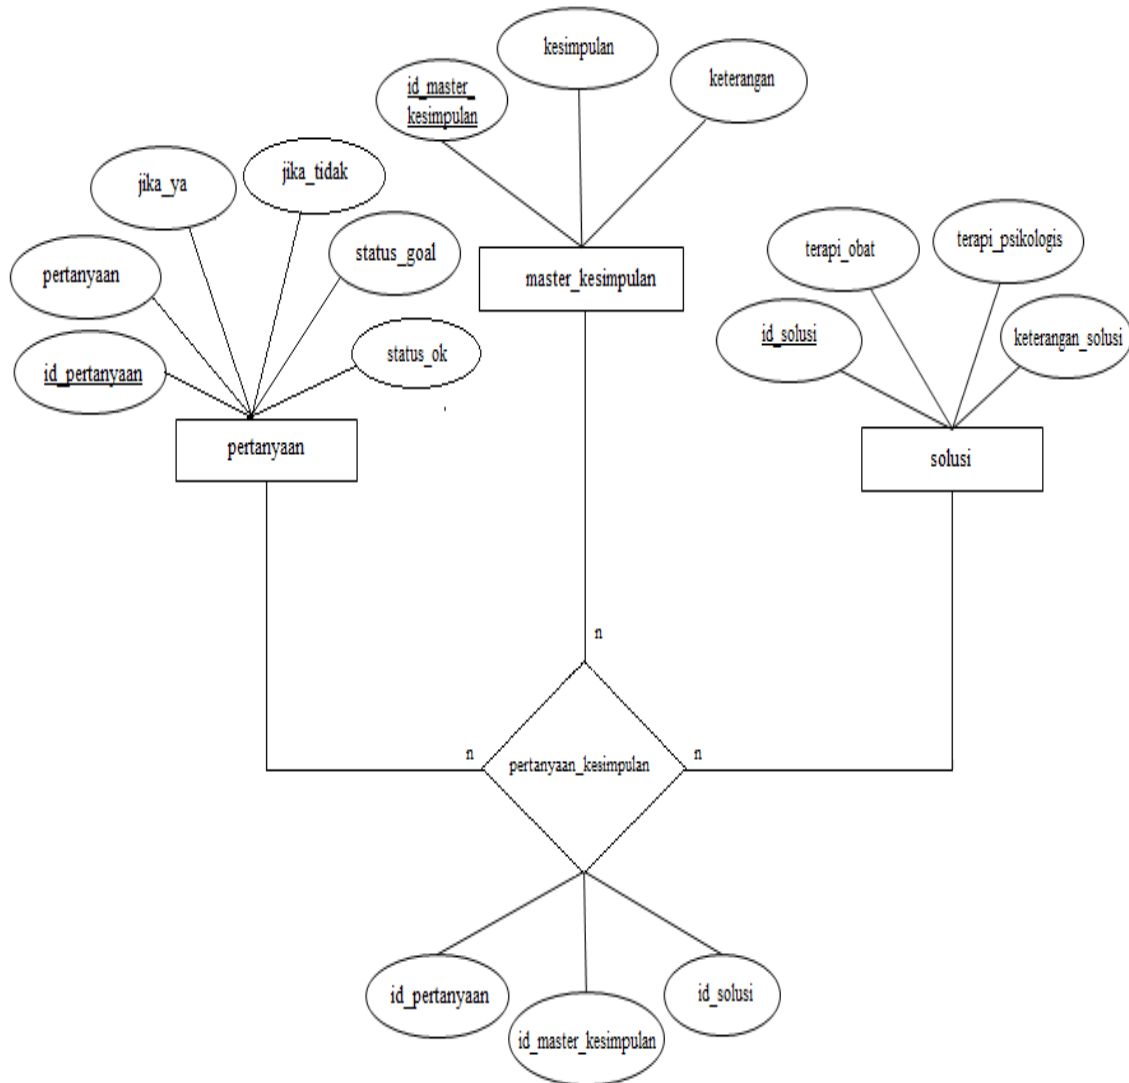 kesimpulan
id_master_
kesimpulan
keterangan
jika_ya
jika_tidak
pertanyaan
status_goal
id_pertanyaan
status_ok
master_kesimpulan
terapi_obat
terapi_psikologis
id_solusi
keterangan_solusi
pertanyaan
solusi
n
n
pertanyaan_kesimpulan
n
id_pertanyaan
id_master_kesimpulan
id_solusi